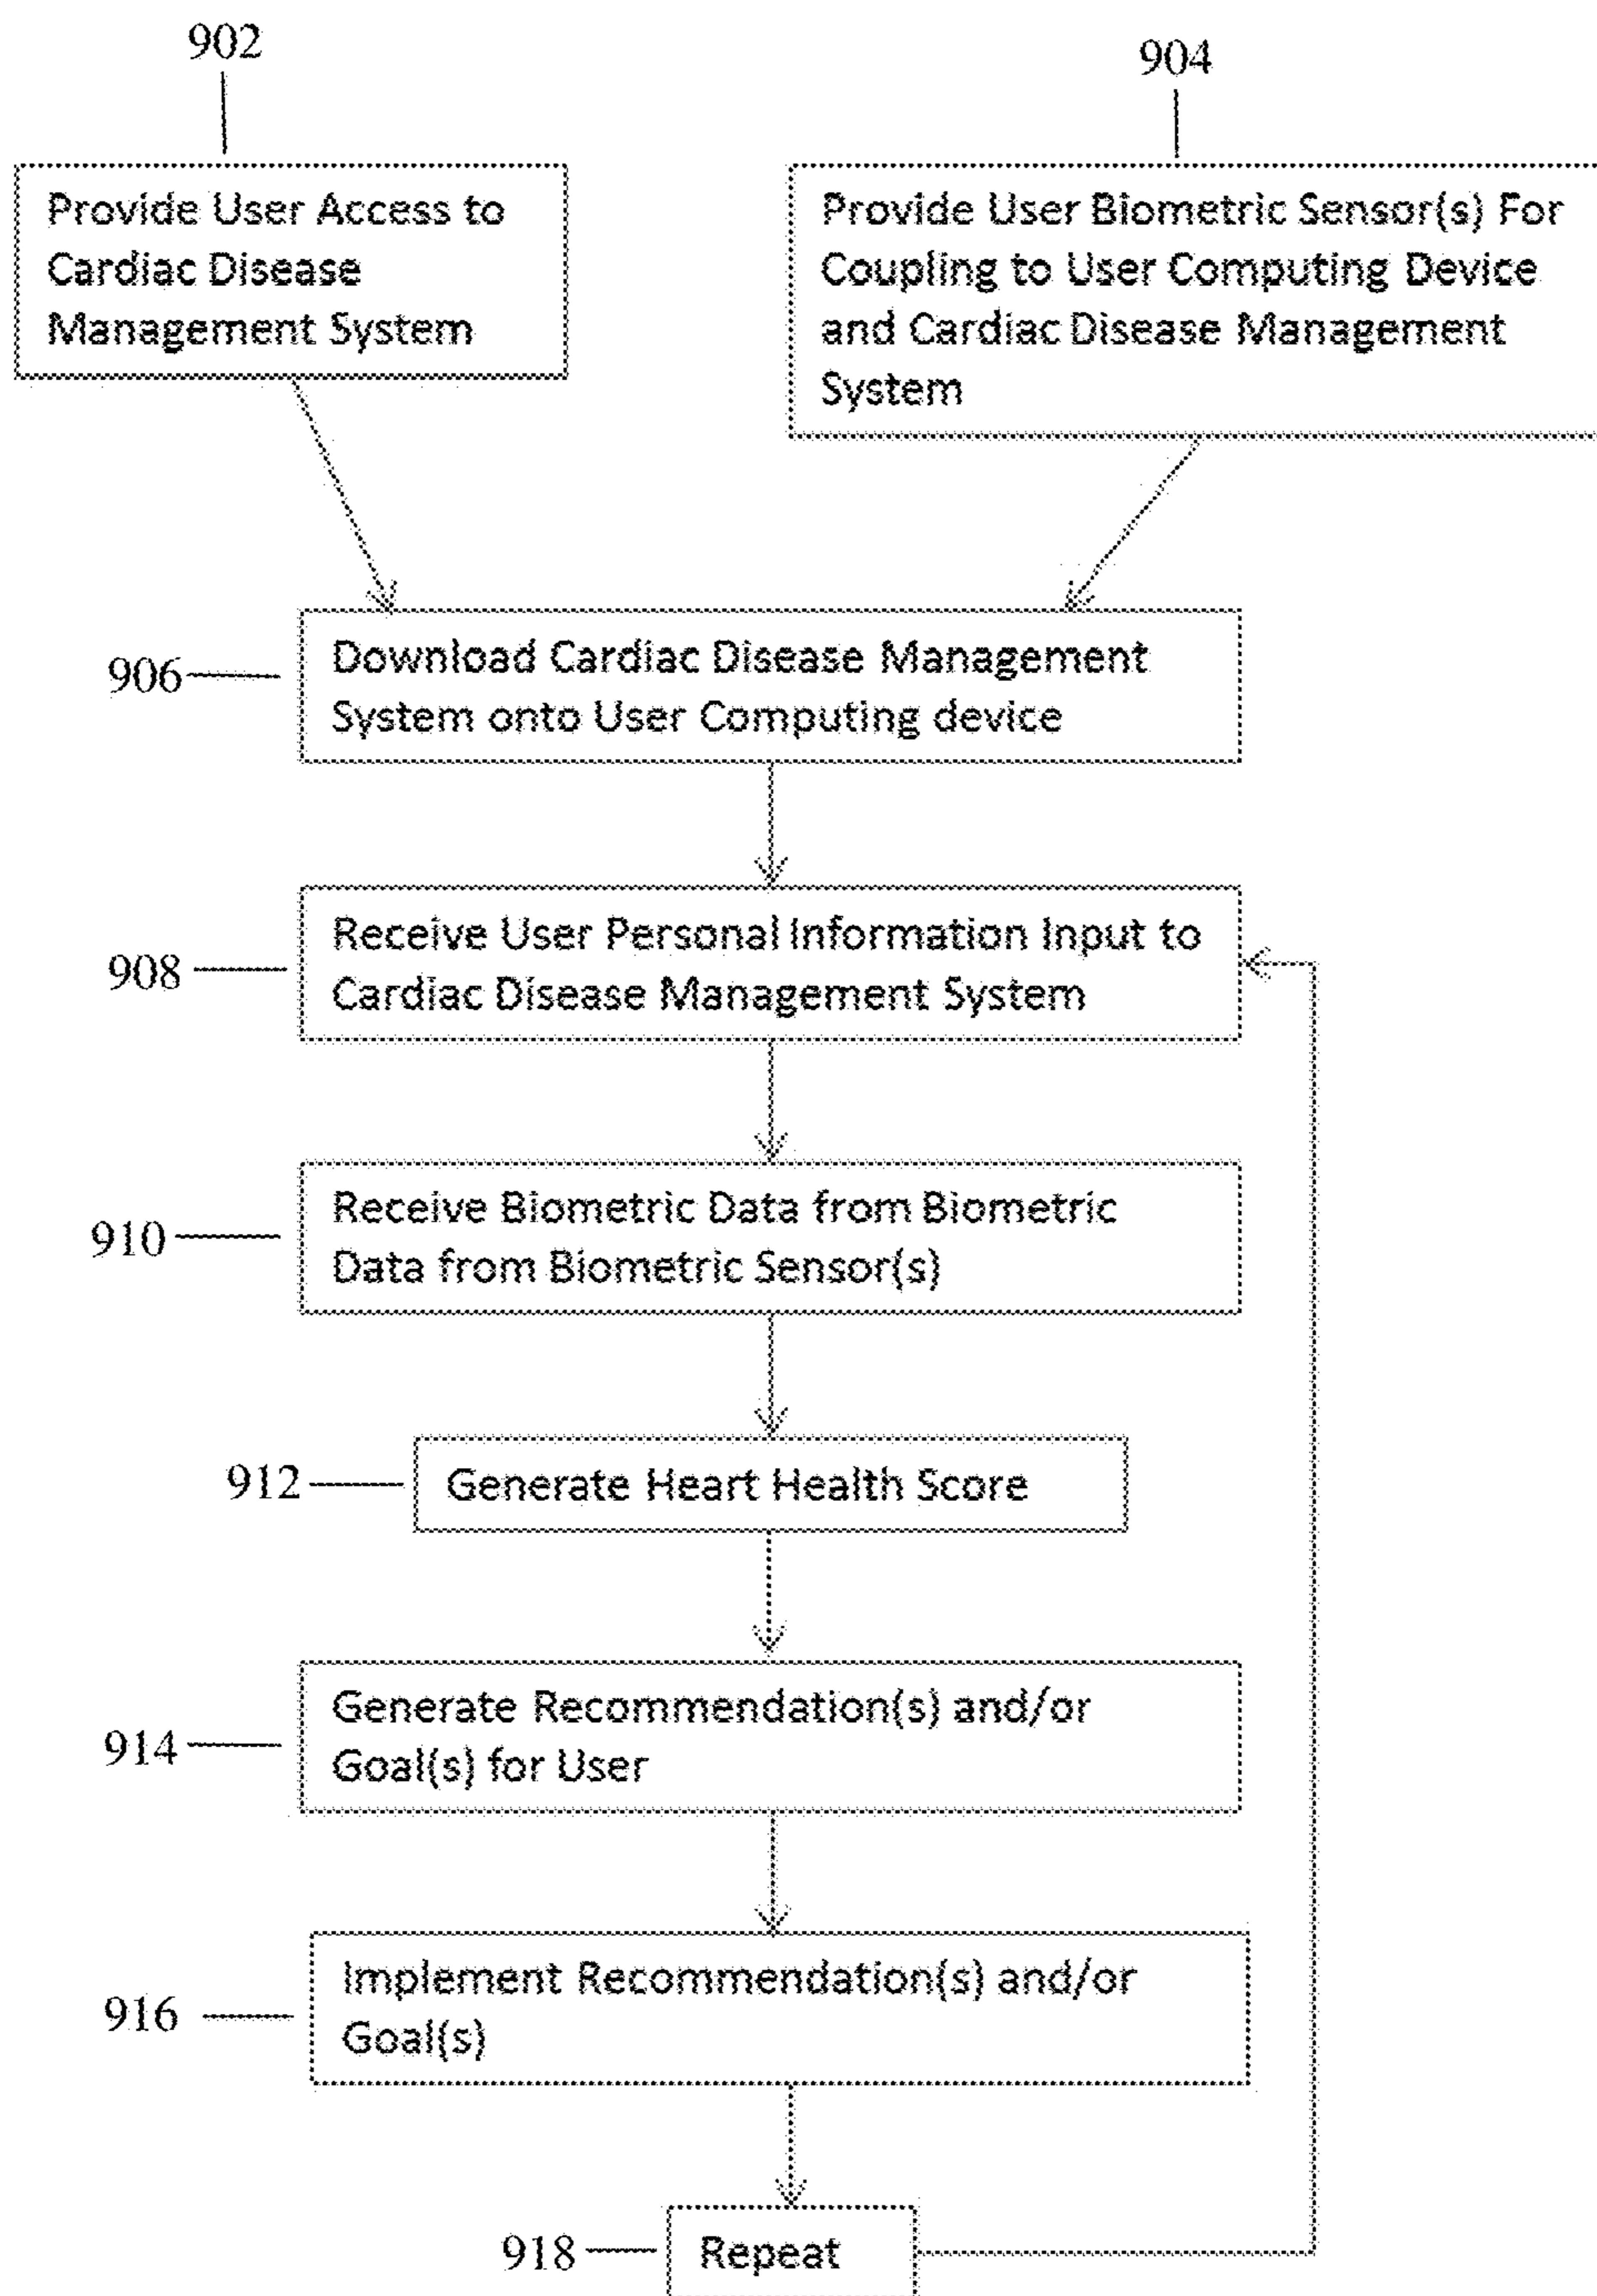 902
904
Provide User Access to
Cardiac Disease
Management System
Provide User Biometric Sensor(s) For
Coupling to User Computing Device
and Cardiac Disease Management
System
906
Download Cardiac Disease Management
System onto User Computing device
908
Receive User Personal Information Input to
Cardiac Disease Management System
910
Receive Biometric Data from Biometric
Data from Biometric Sensor(s)
912
Generate Heart Health Score
914
Generate Recommendation(s) and/or
Goal(s) for User
916
Implement Recommendation(s) and/or
Goal(s)
918
Repeat